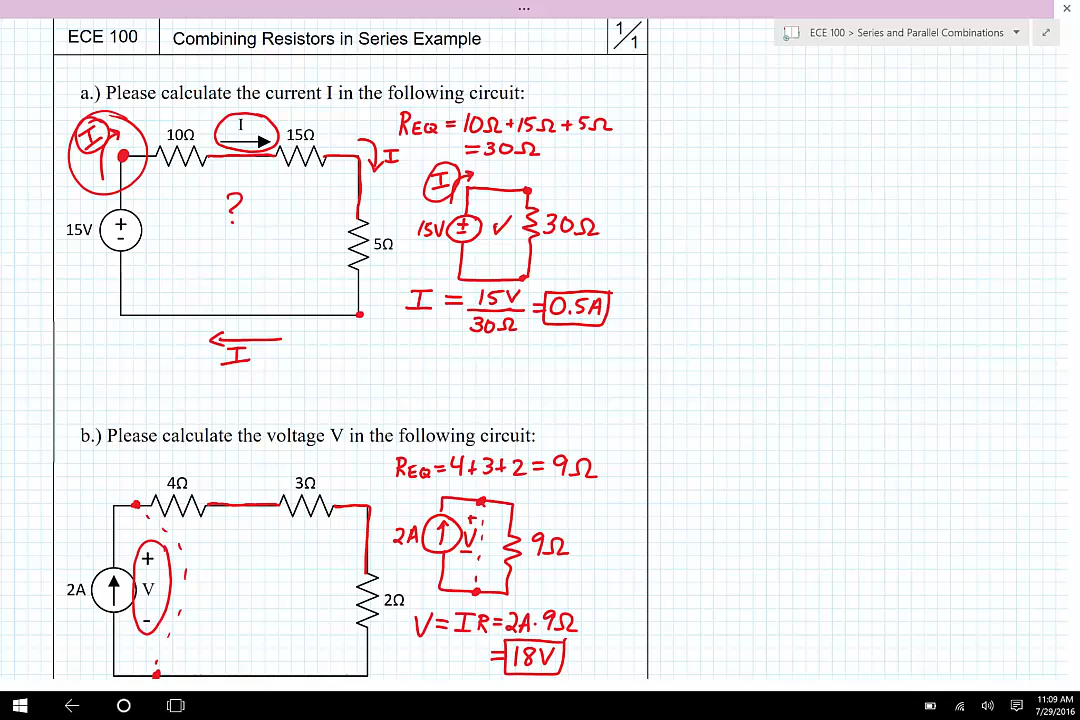 ...
ECE 100
Combining Resistors in Series Example
1/1
ECE 100 > Series and Parallel Combinations
a.) Please calculate the current I in the following circuit:
I
10Ω
I
15Ω
I
15V
+
-
?
5Ω
I
REQ = 10Ω+15Ω+5Ω
= 30Ω
I
15V
±
✓
30Ω
I = 15V/30Ω = 0.5A
b.) Please calculate the voltage V in the following circuit:
4Ω
3Ω
2A
+
V
-
2Ω
REQ = 4+3+2 = 9Ω
2A
+
V
-
9Ω
V = IR = 2A·9Ω
= 18V
11:09 AM
7/29/2016